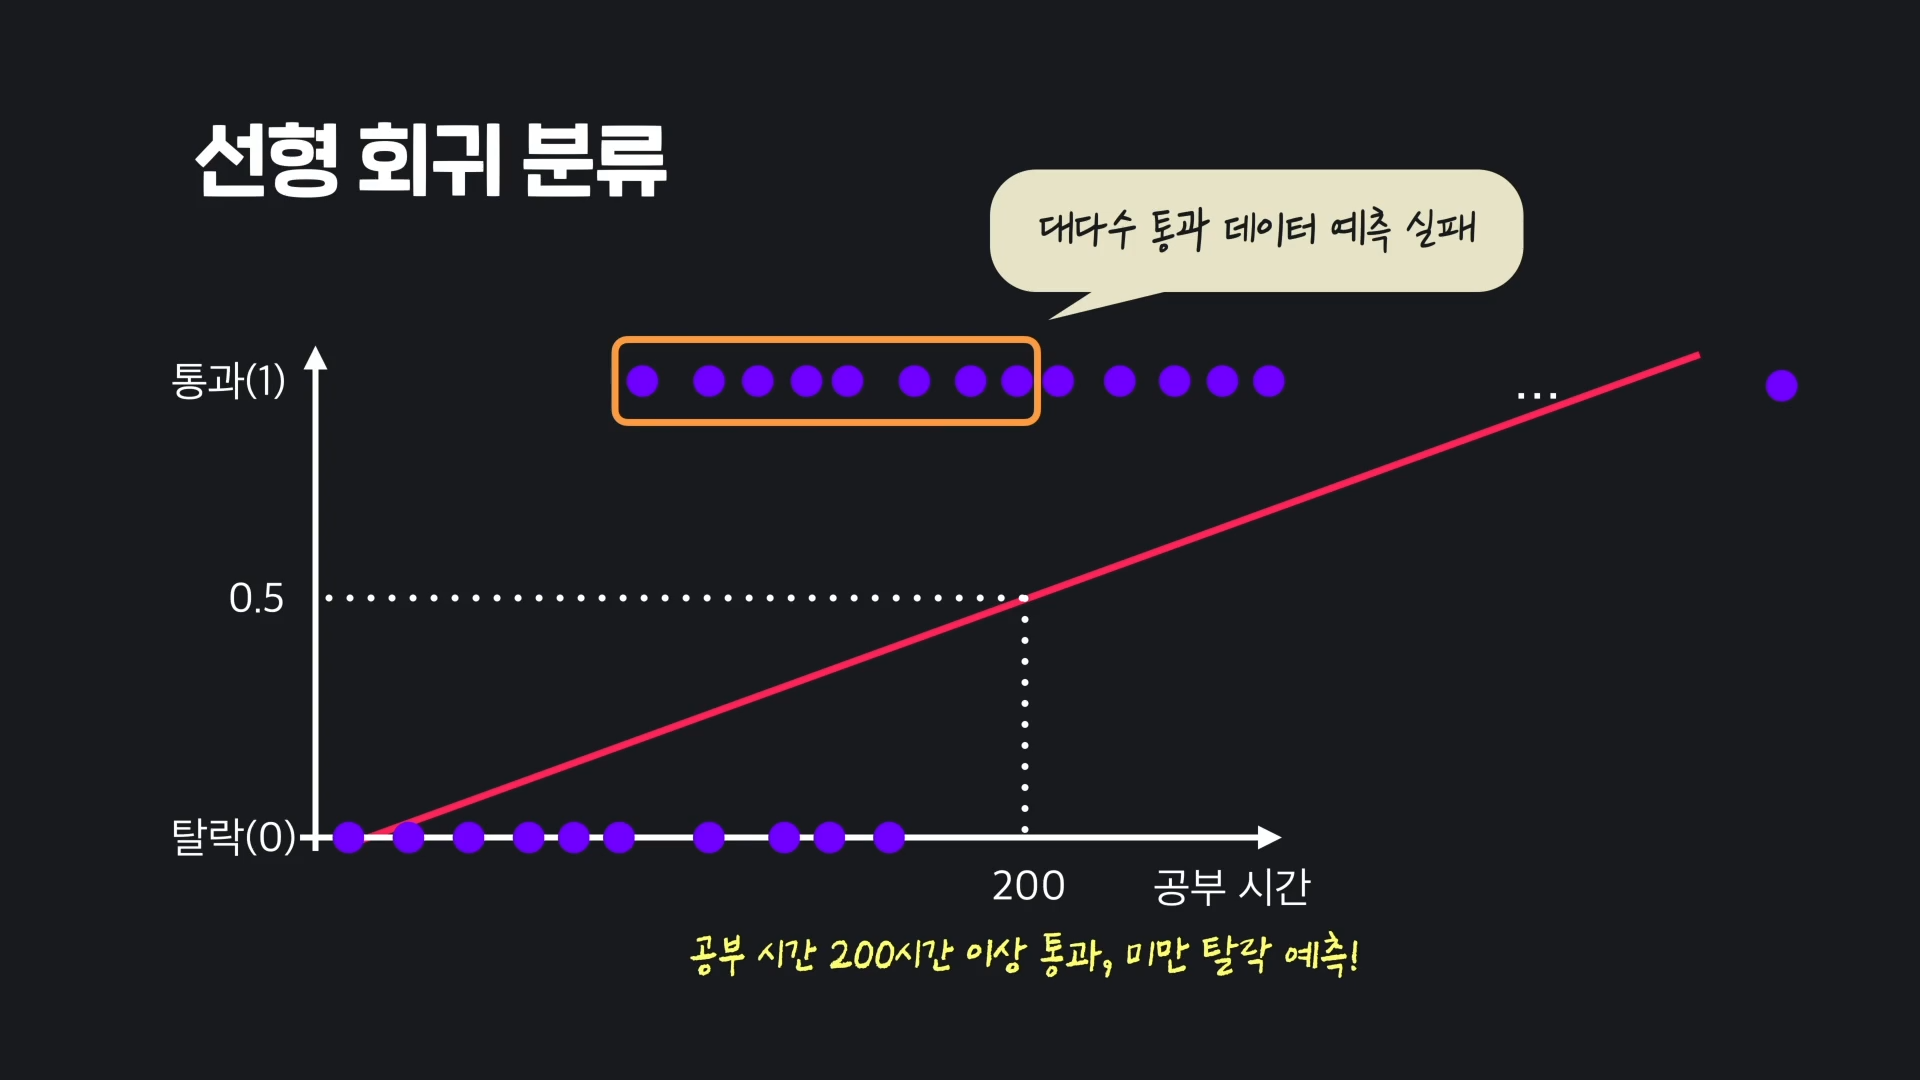 선형 회귀 분류
대다수 통과 데이터 예측 실패
통과(1)
...
0.5
탈락(0)
200
공부 시간
공부 시간 200시간 이상 통과, 미만 탈락 예측!